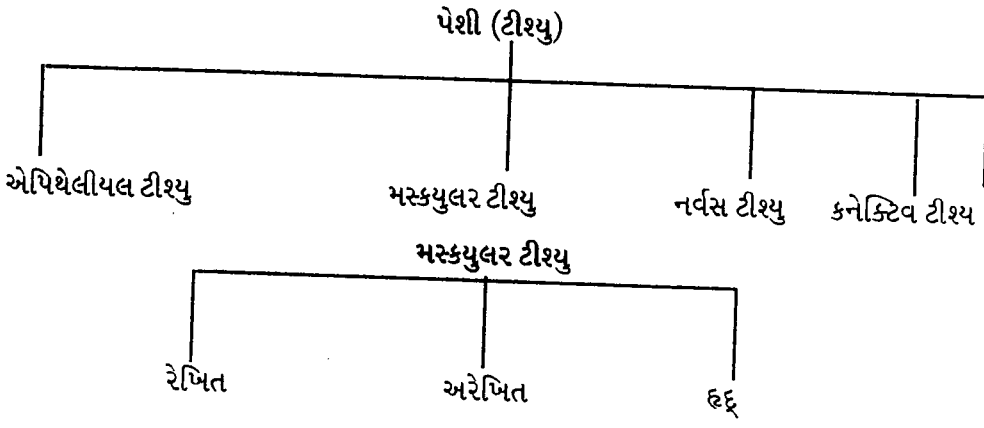 પેશી (ટીશ્યુ)
એપિથેલીયલ ટીશ્યુ મસ્કયુલર ટીશ્યુ નર્વસ ટીશ્યુ કનેક્ટિવ ટીશ્ય
મસ્કયુલર ટીશ્યુ
રેખિત અરેખિત હૃદ્